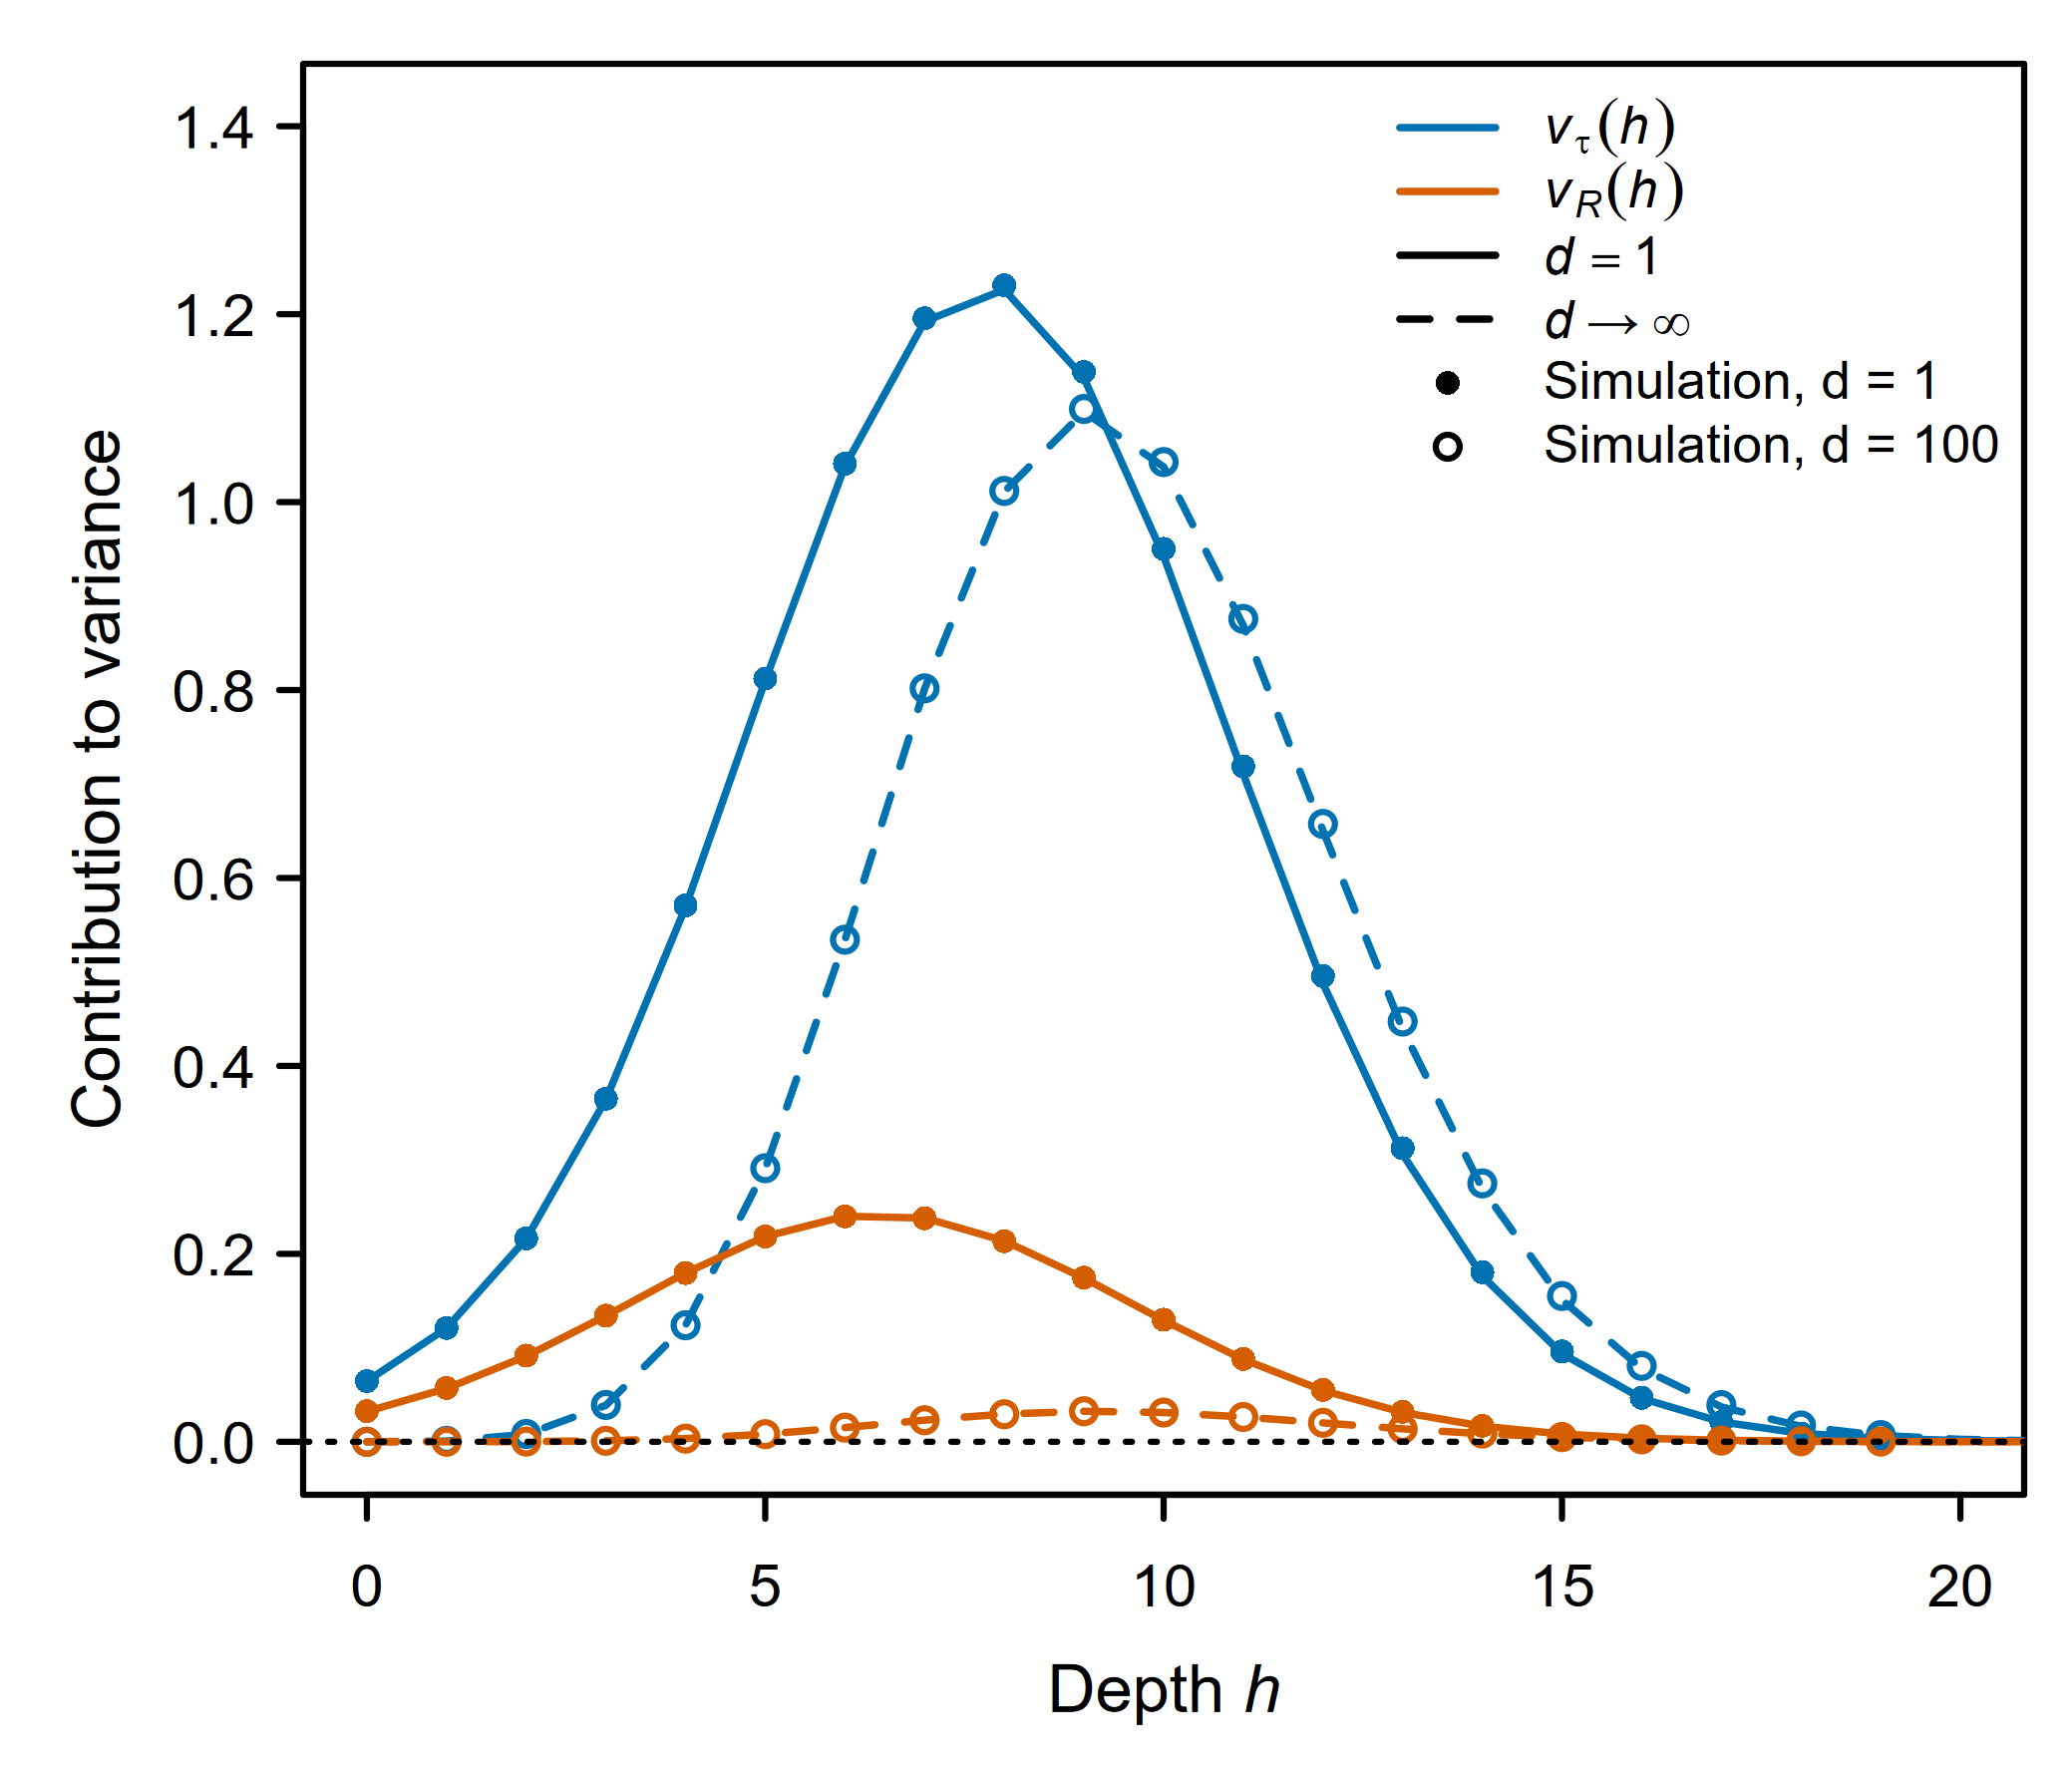 1.4
1.2
1.0
0.8
0.6
0.4
0.2
0.0
Contribution to variance
vτ(h)
vR(h)
d = 1
d → ∞
Simulation, d = 1
Simulation, d = 100
0 5 10 15 20
Depth h